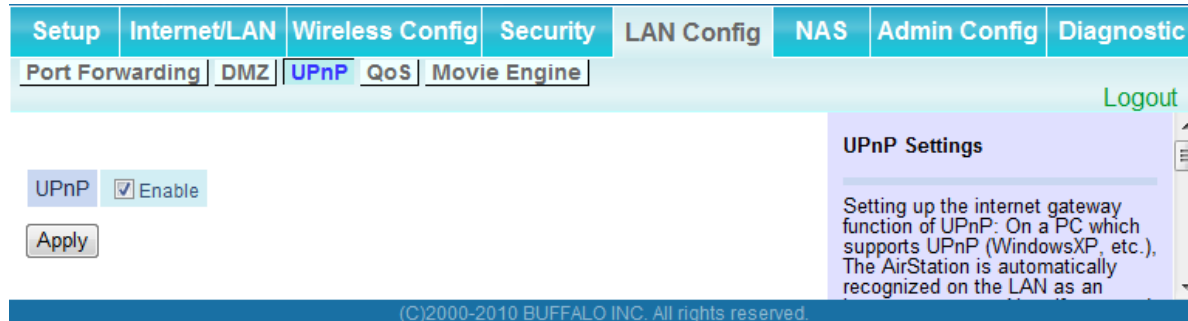 Setup Internet/LAN Wireless Config Security LAN Config NAS Admin Config Diagnostic
Port Forwarding DMZ UPnP QoS Movie Engine
Logout
UPnP Enable
Apply
UPnP Settings
Setting up the internet gateway
function of UPnP: On a PC which
supports UPnP (WindowsXP, etc.),
The AirStation is automatically
recognized on the LAN as an
(C)2000-2010 BUFFALO INC. All rights reserved.